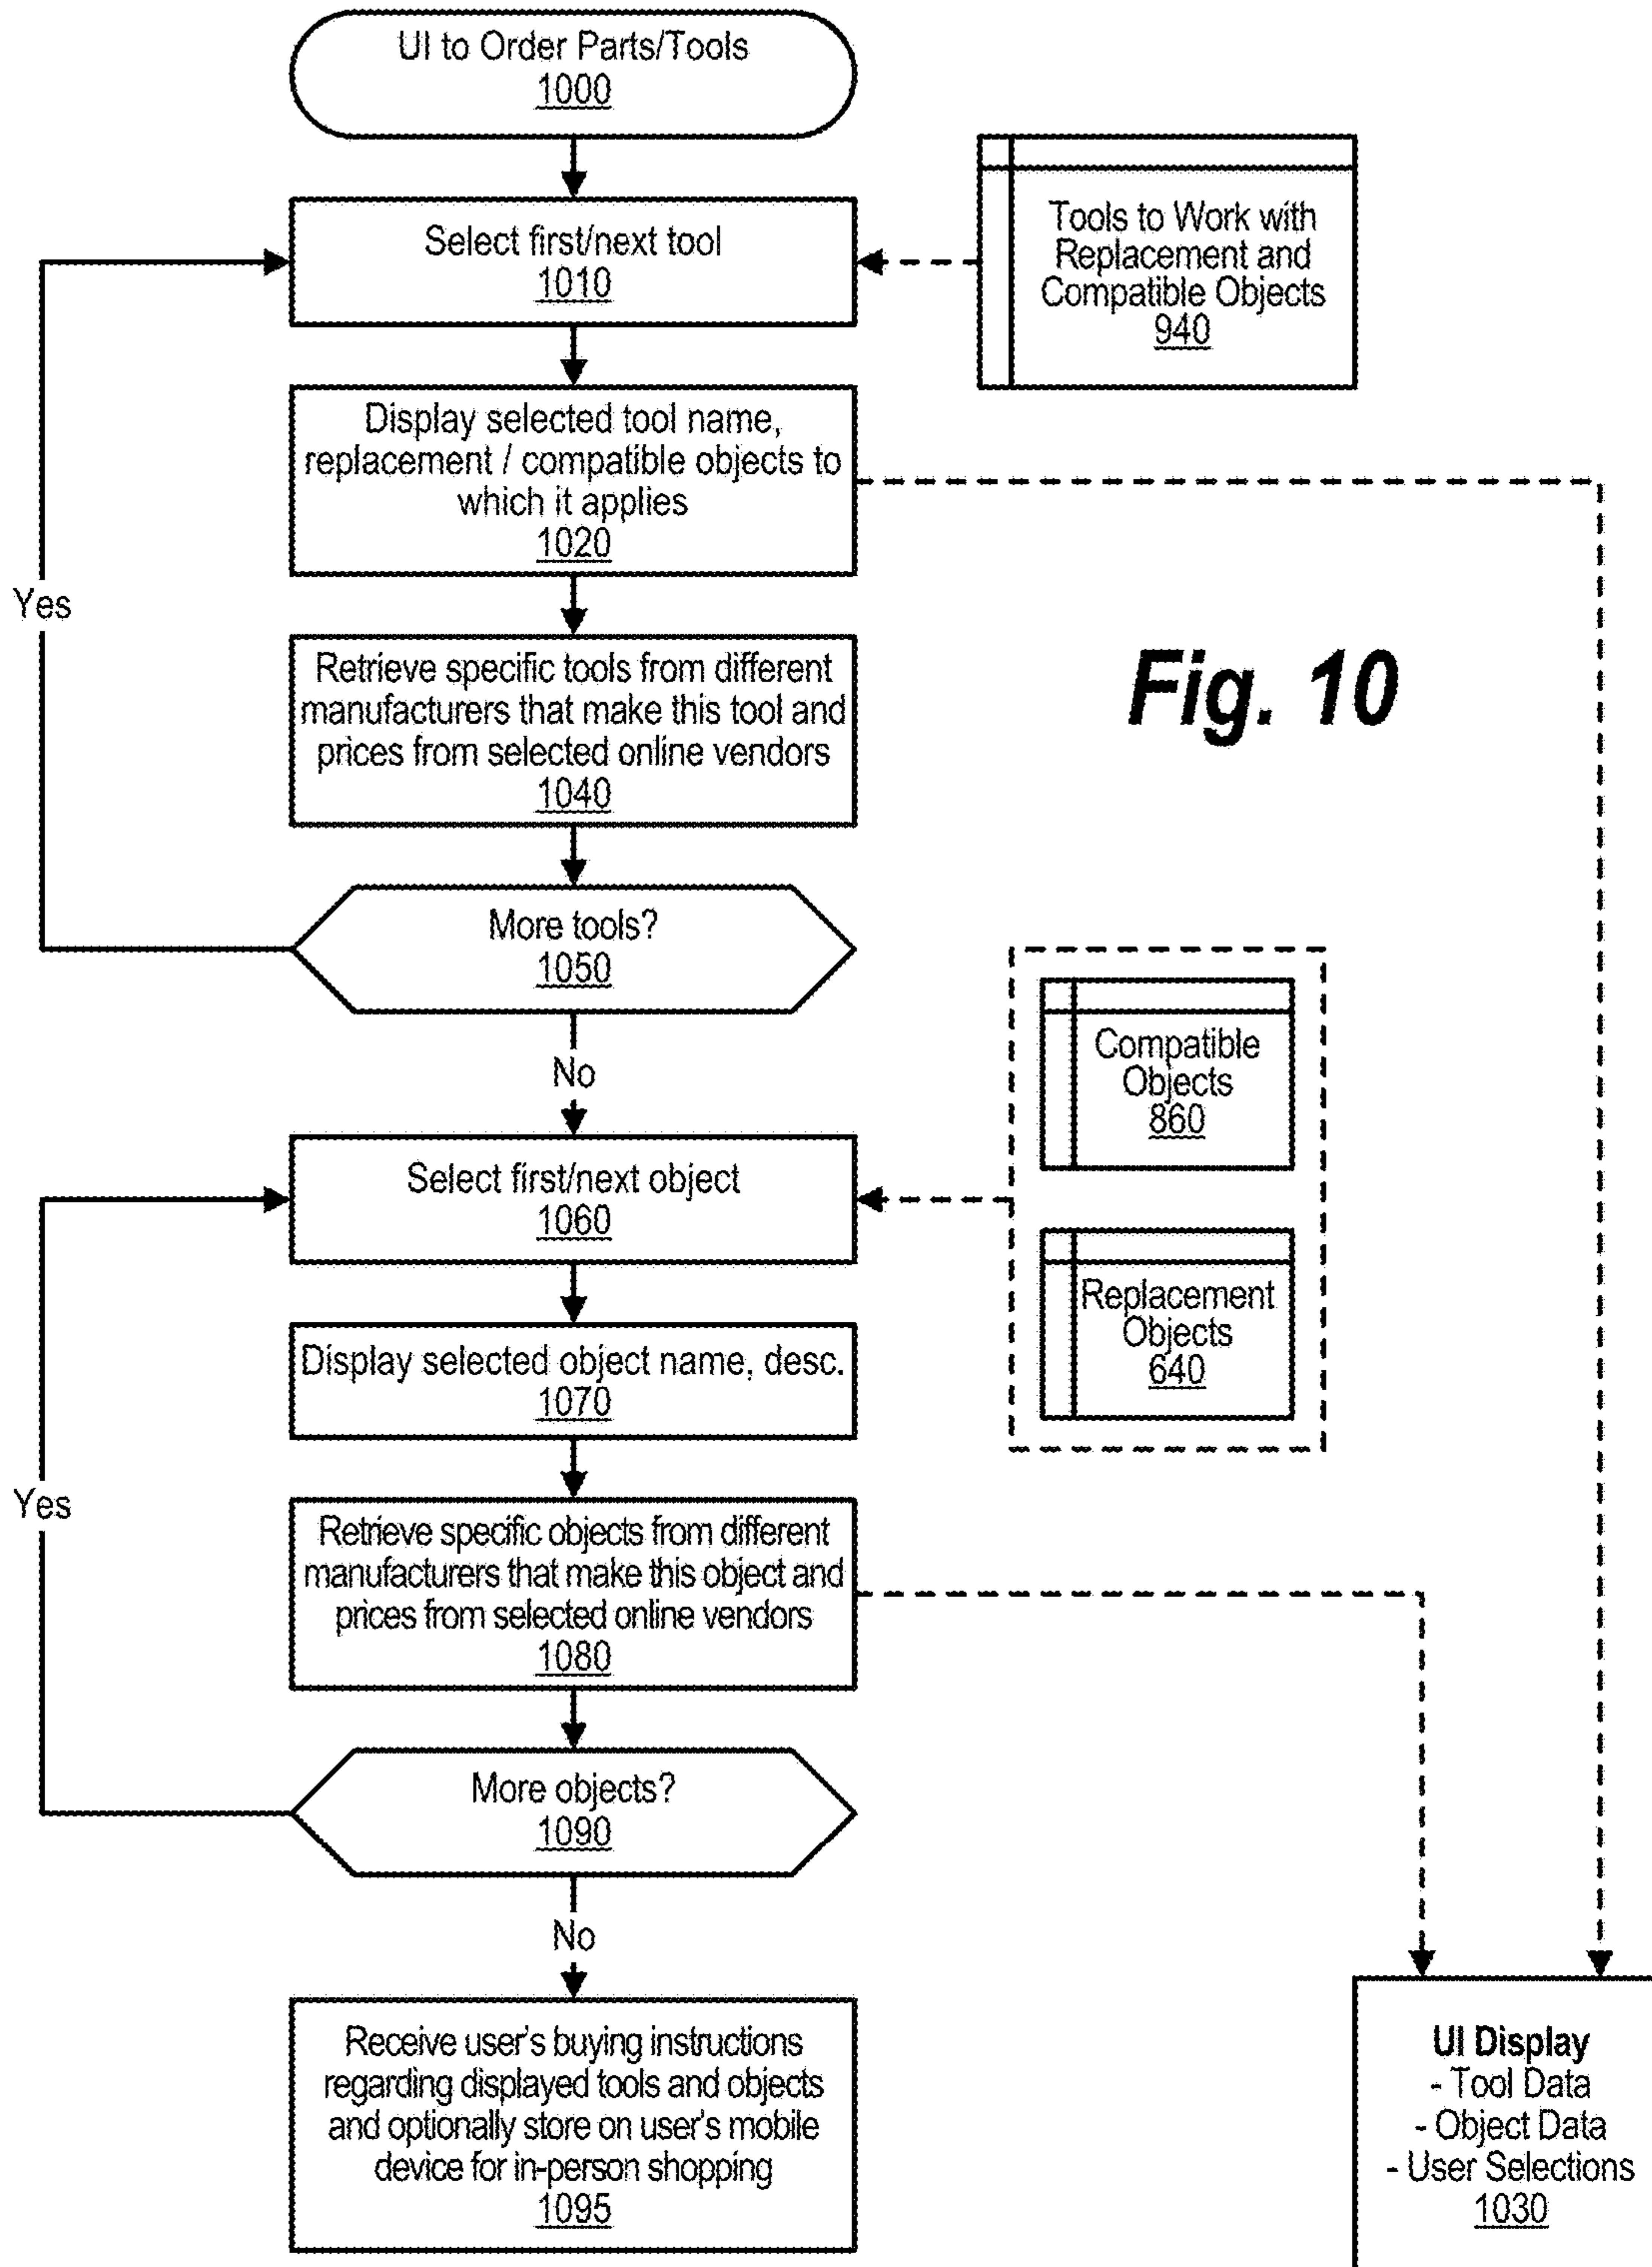 UI to Order Parts/Tools
1000
Select first/next tool
1010
Tools to Work with
Replacement and
Compatible Objects
940
Display selected tool name,
replacement / compatible objects to
which it applies
1020
Yes
Retrieve specific tools from different
manufacturers that make this tool and
prices from selected online vendors
1040
Fig. 10
More tools?
1050
No
Compatible
Objects
860
Select first/next object
1060
Replacement
Objects
640
Display selected object name, desc.
1070
Yes
Retrieve specific objects from different
manufacturers that make this object and
prices from selected online vendors
1080
More objects?
1090
No
Receive user's buying instructions
regarding displayed tools and objects
and optionally store on user's mobile
device for in-person shopping
1095
UI Display
- Tool Data
- Object Data
- User Selections
1030